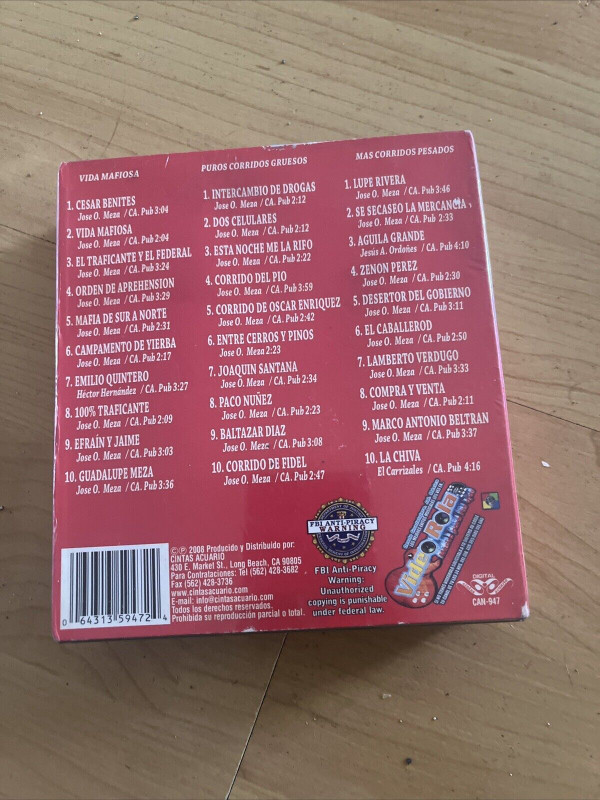 VIDA MAFIOSA
1. CESAR BENITES
Jose O. Meza / CA. Pub 3:04
2. VIDA MAFIOSA
Jose O. Meza / CA. Pub 2:04
3. EL TRAFICANTE Y EL FEDERAL
Jose O. Meza / CA. Pub 3:24
4. ORDEN DE APREHENSION
Jose O. Meza / CA. Pub 3:29
5. MAFIA DE SUR A NORTE
Jose O. Meza / CA. Pub 2:31
6. CAMPAMENTO DE YIERBA
Jose O. Meza / CA. Pub 2:17
7. EMILIO QUINTERO
Héctor Hernández / CA. Pub 3:27
8. 100% TRAFICANTE
Jose O. Meza / CA. Pub 2:09
9. EFRAÍN Y JAIME
Jose O. Meza / CA. Pub 3:03
10. GUADALUPE MEZA
Jose O. Meza / CA. Pub 3:36
PUROS CORRIDOS GRUESOS
1. INTERCAMBIO DE DROGAS
Jose O. Meza / CA. Pub 2:12
2. DOS CELULARES
Jose O. Meza / CA. Pub 2:12
3. ESTA NOCHE ME LA RIFO
Jose O. Meza / CA. Pub 2:22
4. CORRIDO DEL PIO
Jose O. Meza / CA. Pub 3:59
5. CORRIDO DE OSCAR ENRIQUEZ
Jose O. Meza / CA. Pub 2:42
6. ENTRE CERROS Y PINOS
Jose O. Meza 2:23
7. JOAQUIN SANTANA
Jose O. Meza / CA. Pub 2:34
8. PACO NUÑEZ
Jose O. Meza / CA. Pub 2:23
9. BALTAZAR DIAZ
Jose O. Mezc / CA. Pub 3:08
10. CORRIDO DE FIDEL
Jose O. Meza / CA. Pub 2:47
MAS CORRIDOS PESADOS
1. LUPE RIVERA
Jose O. Meza / CA. Pub 3:46
2. SE SECASEO LA MERCANCIA
Jose O. Meza / CA. Pub 2:33
3. AGUILA GRANDE
Jesús A. Ordoñes / CA. Pub 4:10
4. ZENON PEREZ
Jose O. Meza / CA. Pub 2:30
5. DESERTOR DEL GOBIERNO
Jose O. Meza / CA. Pub 3:11
6. EL CABALLEROD
Jose O. Meza / CA. Pub 2:50
7. LAMBERTO VERDUGO
Jose O. Meza / CA. Pub 3:33
8. COMPRA Y VENTA
Jose O. Meza / CA. Pub 2:11
9. MARCO ANTONIO BELTRAN
Jose O. Meza / CA. Pub 3:37
10. LA CHIVA
El Carrizales / CA. Pub 4:16
0 64313 59472 4
©℗ 2008 Producido y Distribuido por:
CINTAS ACUARIO
430 E. Market St., Long Beach, CA 90805
Para Contrataciones: Tel (562) 428-3682
Fax (562) 428-3736
www.cintasacuario.com
E-mail: info@cintasacuario.com
Todos los derechos reservados.
Prohibida su reproducción parcial o total.
FBI ANTI-PIRACY
WARNING
FBI Anti-Piracy
Warning:
Unauthorized
copying is punishable
under federal law.
VideoRola
DIGITAL
CAN-947